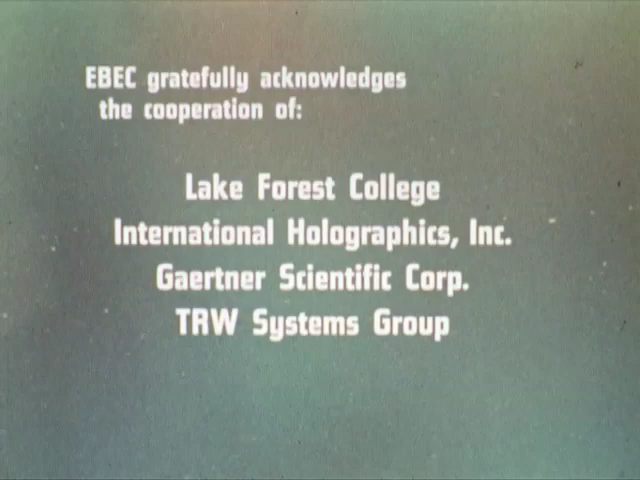 EBEC gratefully acknowledges
the cooperation of:
Lake Forest College
International Holographics, Inc.
Gaertner Scientific Corp.
TRW Systems Group